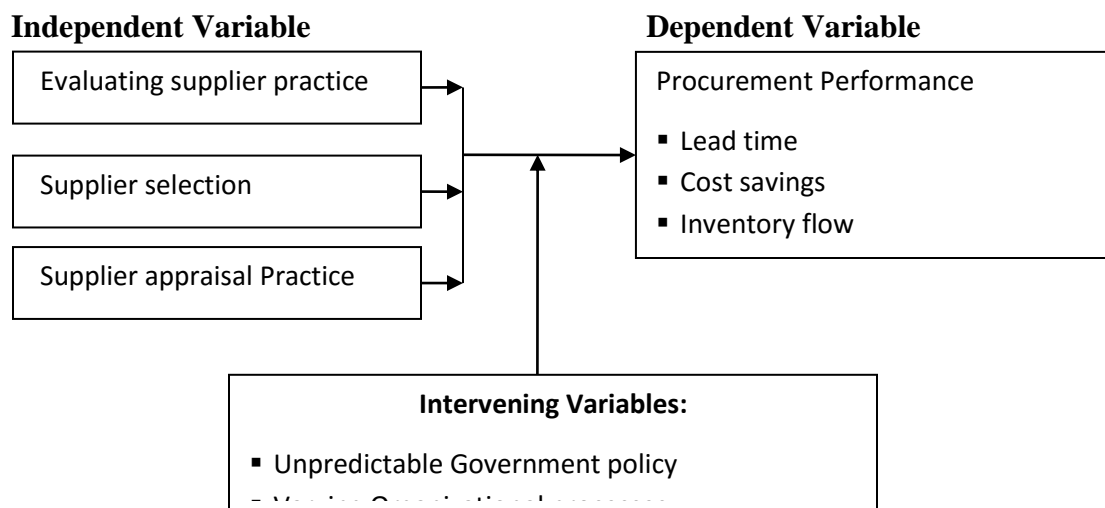 Independent Variable
Dependent Variable
Evaluating supplier practice
Supplier selection
Supplier appraisal Practice
Procurement Performance
▪ Lead time
▪ Cost savings
▪ Inventory flow
Intervening Variables:
▪ Unpredictable Government policy